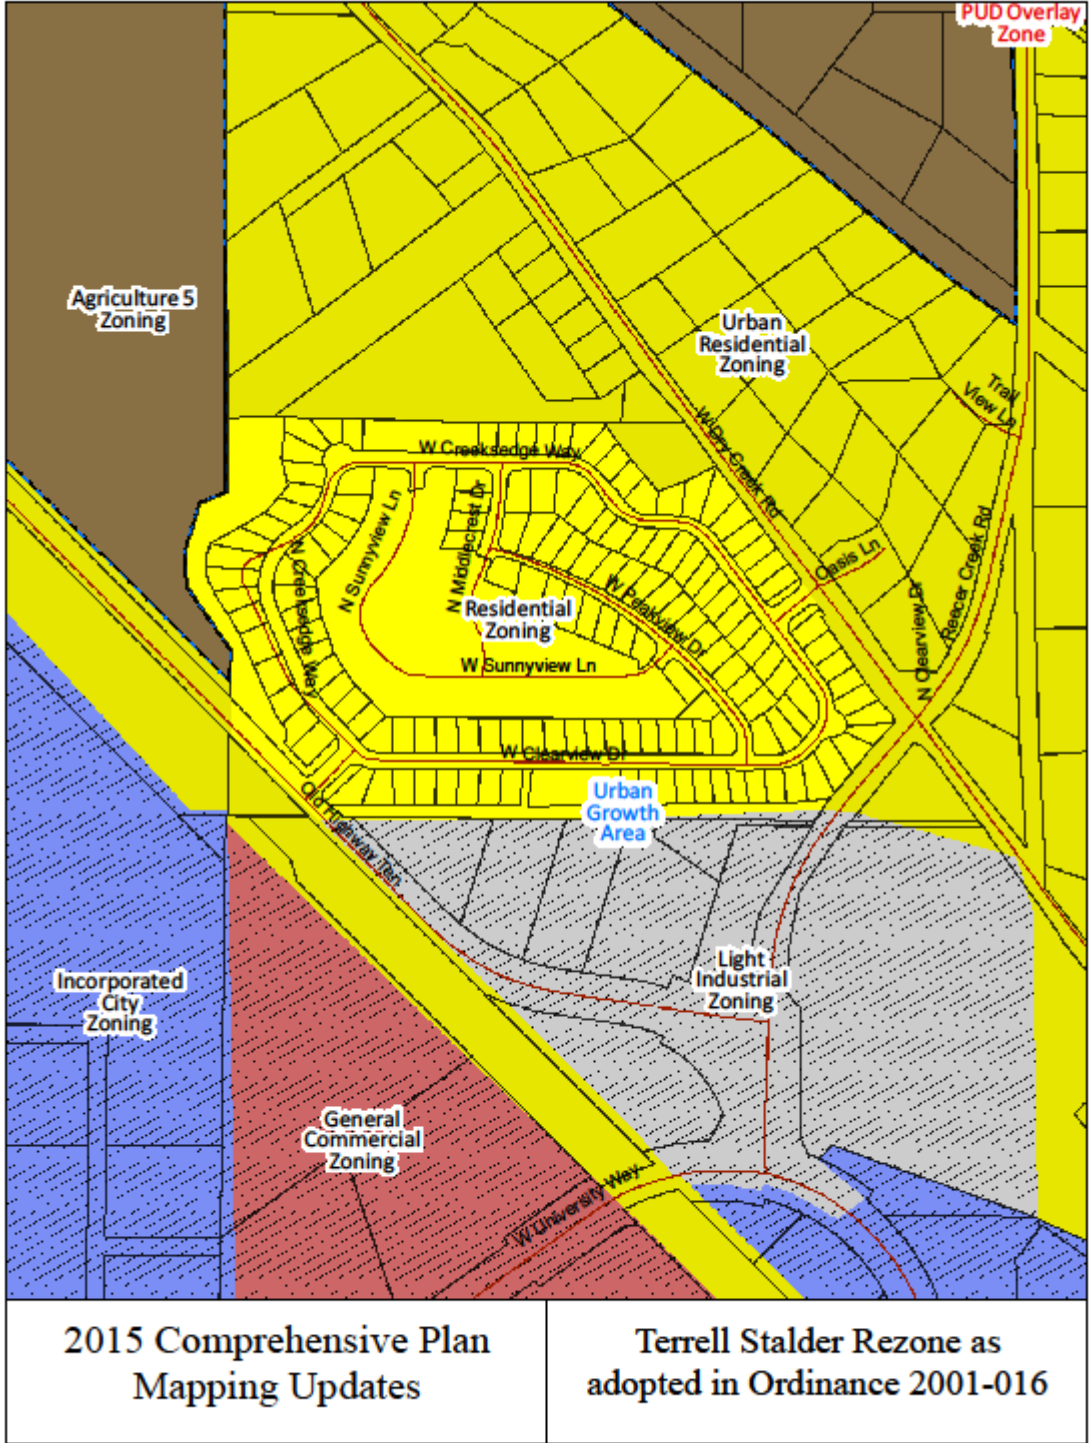 PUD Overlay
Zone
Agriculture 5
Zoning
Urban
Residential
Zoning
Trail
View Ln
W Dry Creek Rd
W Creeksedge Way
N Sunnyview Ln
N Middlecrest Dr
N Creeksedge Way
Oasis Ln
Reecer Creek Rd
N Clearview Dr
W Peakview Dr
Residential
Zoning
W Sunnyview Ln
W Clearview Dr
Urban
Growth
Area
Old Highway Ten
Light
Industrial
Zoning
Incorporated
City
Zoning
General
Commercial
Zoning
W University Way
2015 Comprehensive Plan
Mapping Updates
Terrell Stalder Rezone as
adopted in Ordinance 2001-016